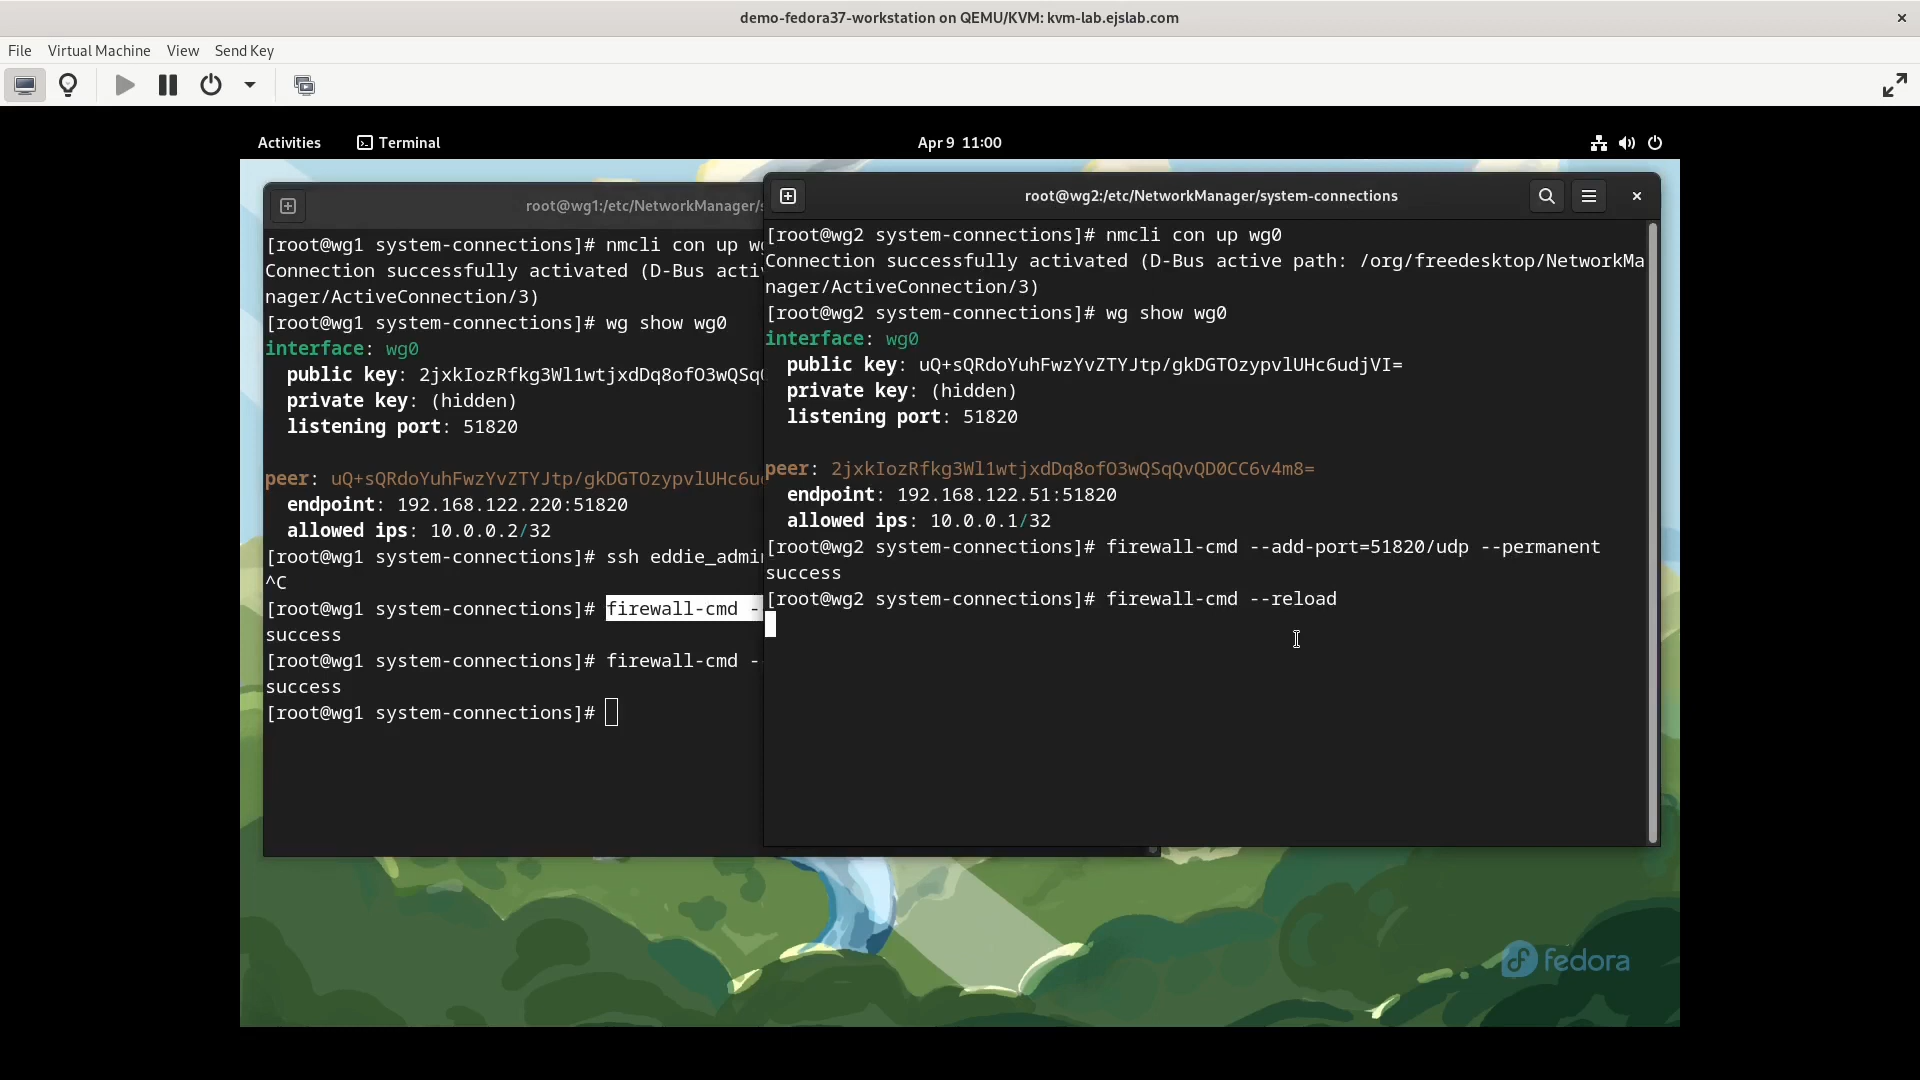 demo-fedora37-workstation on QEMU/KVM: kvm-lab.ejslab.com
File Virtual Machine View Send Key
Activities Terminal Apr 9 11:00
root@wg1:/etc/NetworkManager/s
[root@wg1 system-connections]# nmcli con up
Connection successfully activated (D-Bus activ
nager/ActiveConnection/3)
[root@wg1 system-connections]# wg show wg0
interface: wg0
public key: 2jxkIozRfkg3Wl1wtjxdDq8ofO3wQSq
private key: (hidden)
listening port: 51820
peer: uQ+sQRdoYuhFwzYvZTYJtp/gkDGTOzypvlUHc6u
endpoint: 192.168.122.220:51820
allowed ips: 10.0.0.2/32
[root@wg1 system-connections]# ssh eddie_admi
^C
[root@wg1 system-connections]# firewall-cmd -
success
[root@wg1 system-connections]# firewall-cmd -
success
[root@wg1 system-connections]#
root@wg2:/etc/NetworkManager/system-connections
[root@wg2 system-connections]# nmcli con up wg0
Connection successfully activated (D-Bus active path: /org/freedesktop/NetworkMa
nager/ActiveConnection/3)
[root@wg2 system-connections]# wg show wg0
interface: wg0
public key: uQ+sQRdoYuhFwzYvZTYJtp/gkDGTOzypvlUHc6udjVI=
private key: (hidden)
listening port: 51820
peer: 2jxkIozRfkg3Wl1wtjxdDq8ofO3wQSqQvQD0CC6v4m8=
endpoint: 192.168.122.51:51820
allowed ips: 10.0.0.1/32
[root@wg2 system-connections]# firewall-cmd --add-port=51820/udp --permanent
success
[root@wg2 system-connections]# firewall-cmd --reload
fedora